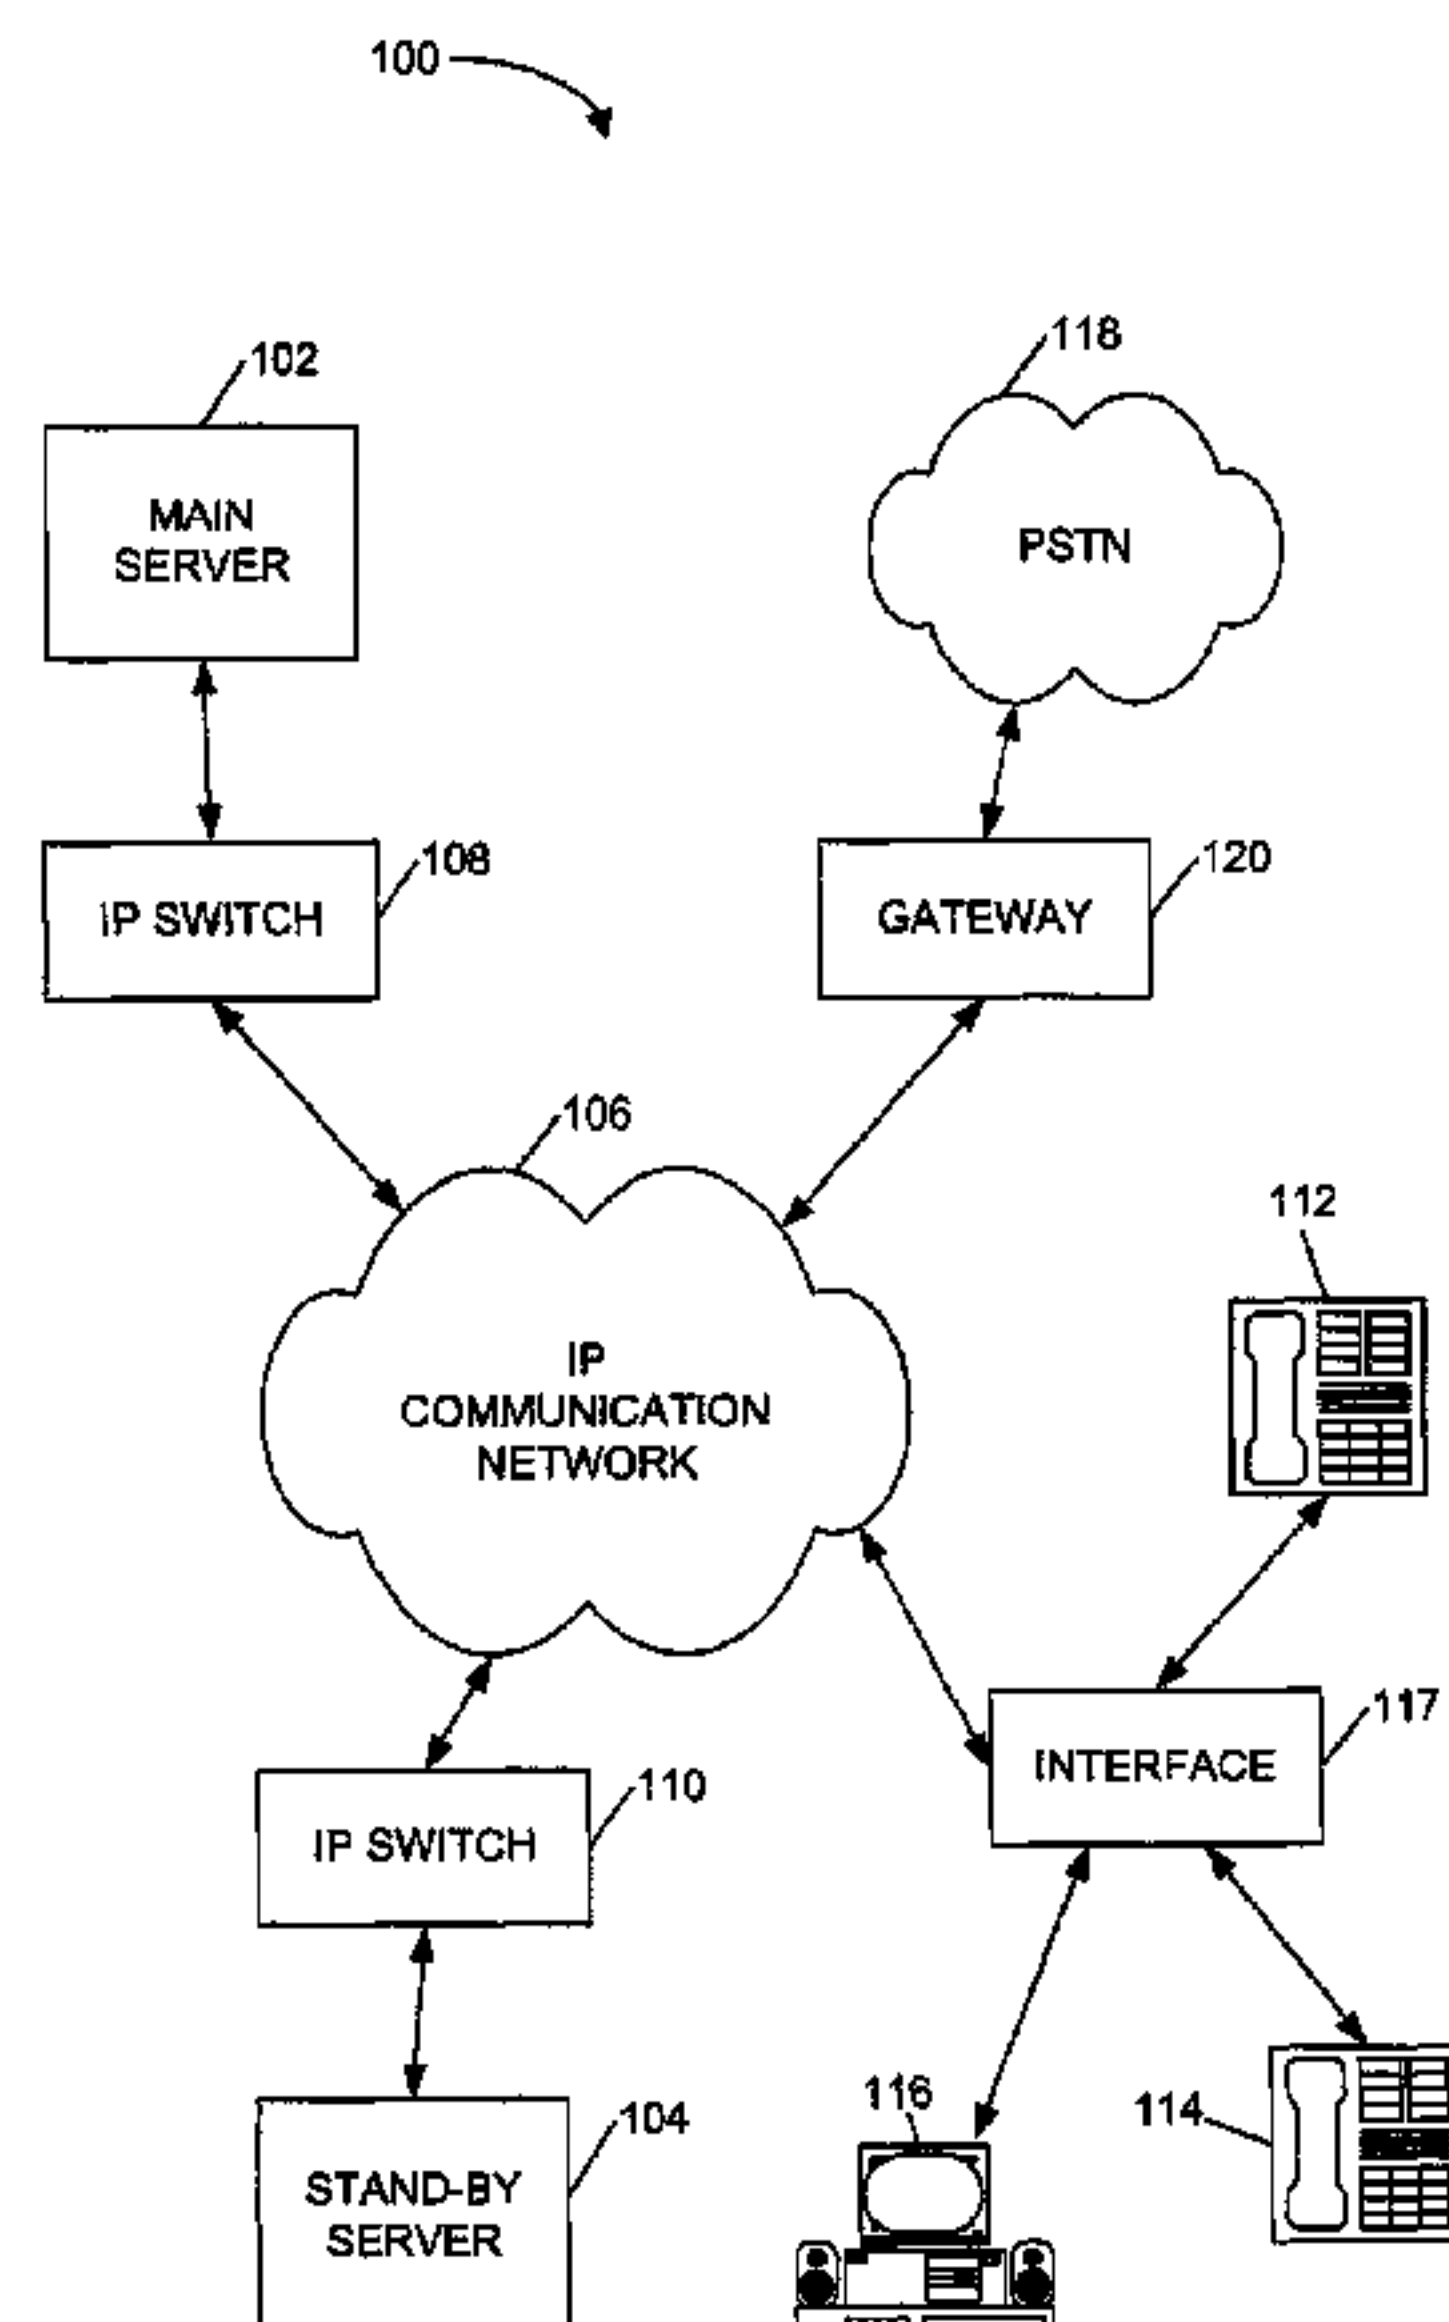 100
102
118
MAIN
SERVER
PSTN
108
120
IP SWITCH
GATEWAY
106
112
IP
COMMUNICATION
NETWORK
117
INTERFACE
110
IP SWITCH
116
114
104
STAND-BY
SERVER